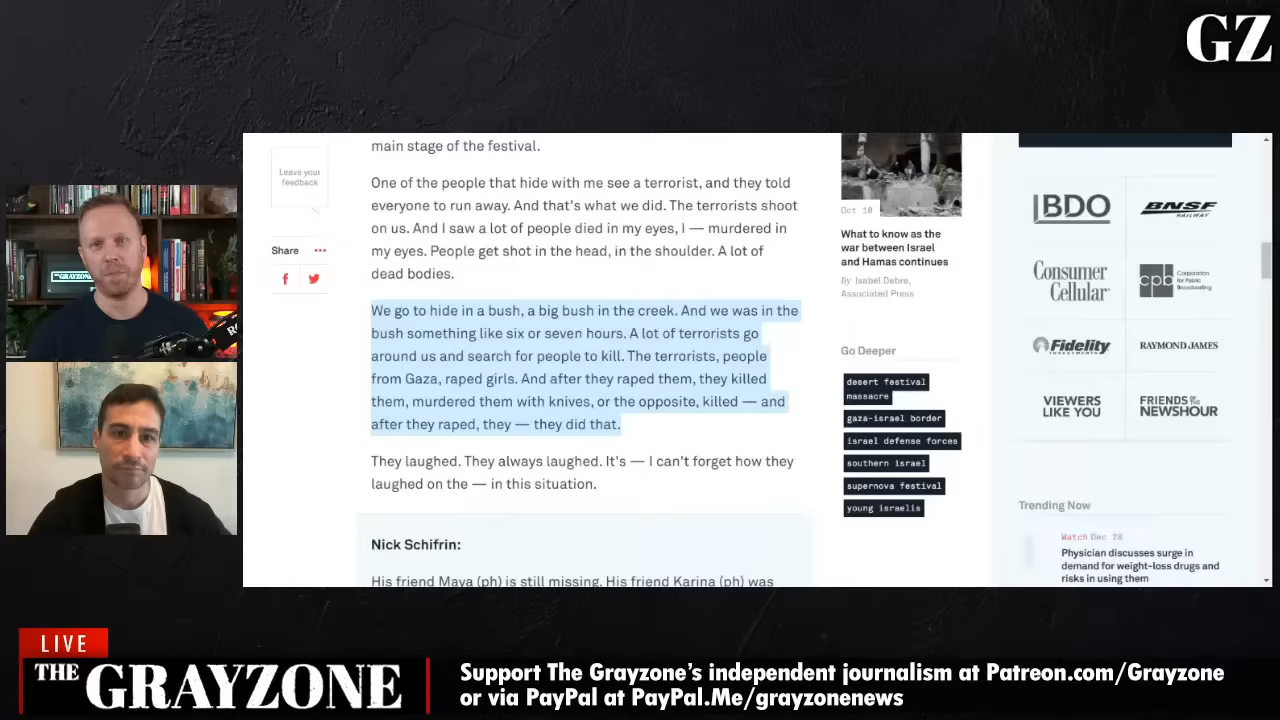 GZ
main stage of the festival.
One of the people that hide with me see a terrorist, and they told
everyone to run away. And that's what we did. The terrorists shoot
on us. And I saw a lot of people died in my eyes, I — murdered in
my eyes. People get shot in the head, in the shoulder. A lot of
dead bodies.
We go to hide in a bush, a big bush in the creek. And we was in the
bush something like six or seven hours. A lot of terrorists go
around us and search for people to kill. The terrorists, people
from Gaza, raped girls. And after they raped them, they killed
them, murdered them with knives, or the opposite, killed — and
after they raped, they — they did that.
They laughed. They always laughed. It's — I can't forget how they
laughed on the — in this situation.
Nick Schifrin:
His friend Maya (ph) is still missing. His friend Karina (ph) was
Leave your
feedback
Share
Oct 10
What to know as the
war between Israel
and Hamas continues
By Isabel Debre,
Associated Press
Go Deeper
desert festival
massacre
gaza-israel border
israel defense forces
southern israel
supernova festival
young israelis
BDO
BNSF
RAILWAY
Consumer
Cellular
cpb
Corporation
for Public
Broadcasting
Fidelity
INVESTMENTS
RAYMOND JAMES
VIEWERS
LIKE YOU
FRIENDS OF THE
NEWSHOUR
Trending Now
Watch Dec 28
Physician discusses surge in
demand for weight-loss drugs and
risks in using them
THE GRAYZONE
LIVE
THE GRAYZONE
Support The Grayzone's independent journalism at Patreon.com/Grayzone
or via PayPal at PayPal.Me/grayzonenews